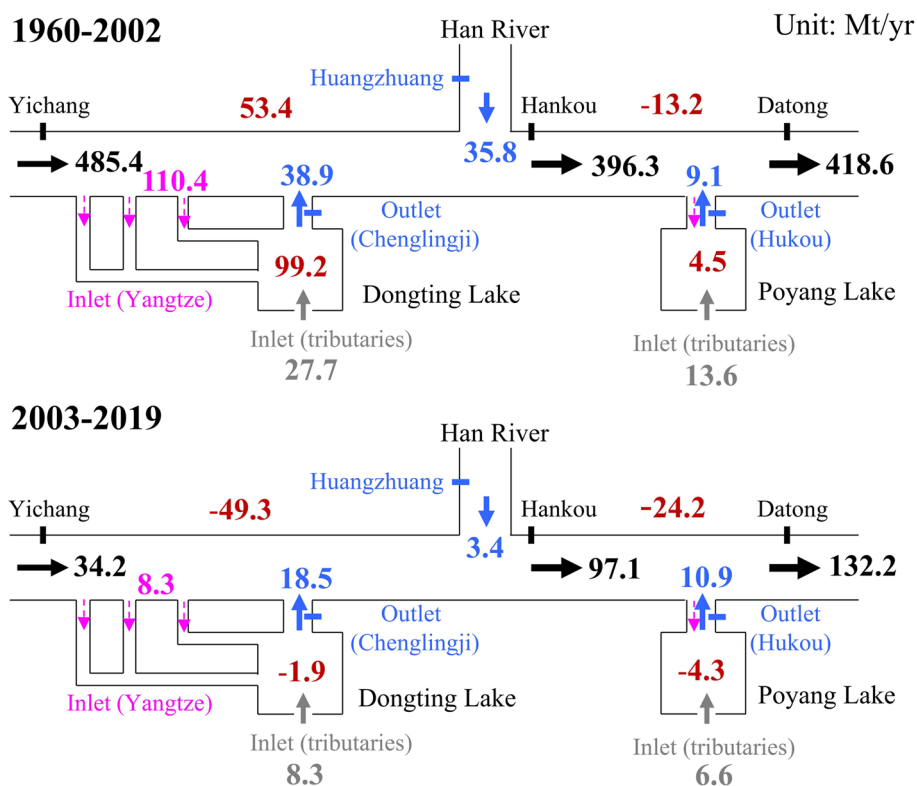 1960-2002
Han River
Unit: Mt/yr
Huangzhuang
Yichang
53.4
Hankou
-13.2
Datong
485.4
110.4
38.9
35.8
396.3
9.1
418.6
Outlet
(Chenglingji)
Outlet
(Hukou)
99.2
4.5
Inlet (Yangtze)
Dongting Lake
Poyang Lake
Inlet (tributaries)
27.7
Inlet (tributaries)
13.6
2003-2019
Han River
Huangzhuang
Yichang
-49.3
Hankou
-24.2
Datong
34.2
8.3
18.5
3.4
97.1
10.9
132.2
Outlet
(Chenglingji)
Outlet
(Hukou)
-1.9
-4.3
Inlet (Yangtze)
Dongting Lake
Poyang Lake
Inlet (tributaries)
8.3
Inlet (tributaries)
6.6